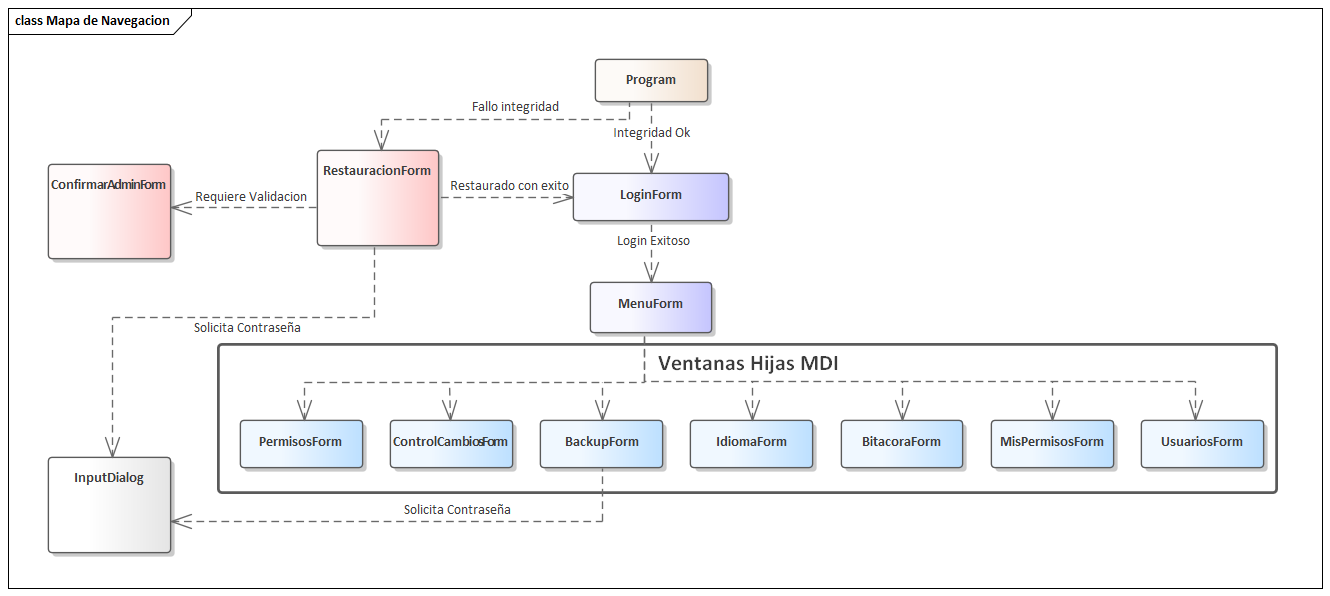 class Mapa de Navegacion
Program
Fallo integridad
Integridad Ok
ConfirmarAdminForm
Requiere Validacion
RestauracionForm
Restaurado con exito
LoginForm
Login Exitoso
MenuForm
Solicita Contraseña
Ventanas Hijas MDI
PermisosForm
ControlCambiosForm
BackupForm
IdiomaForm
BitacoraForm
MisPermisosForm
UsuariosForm
InputDialog
Solicita Contraseña